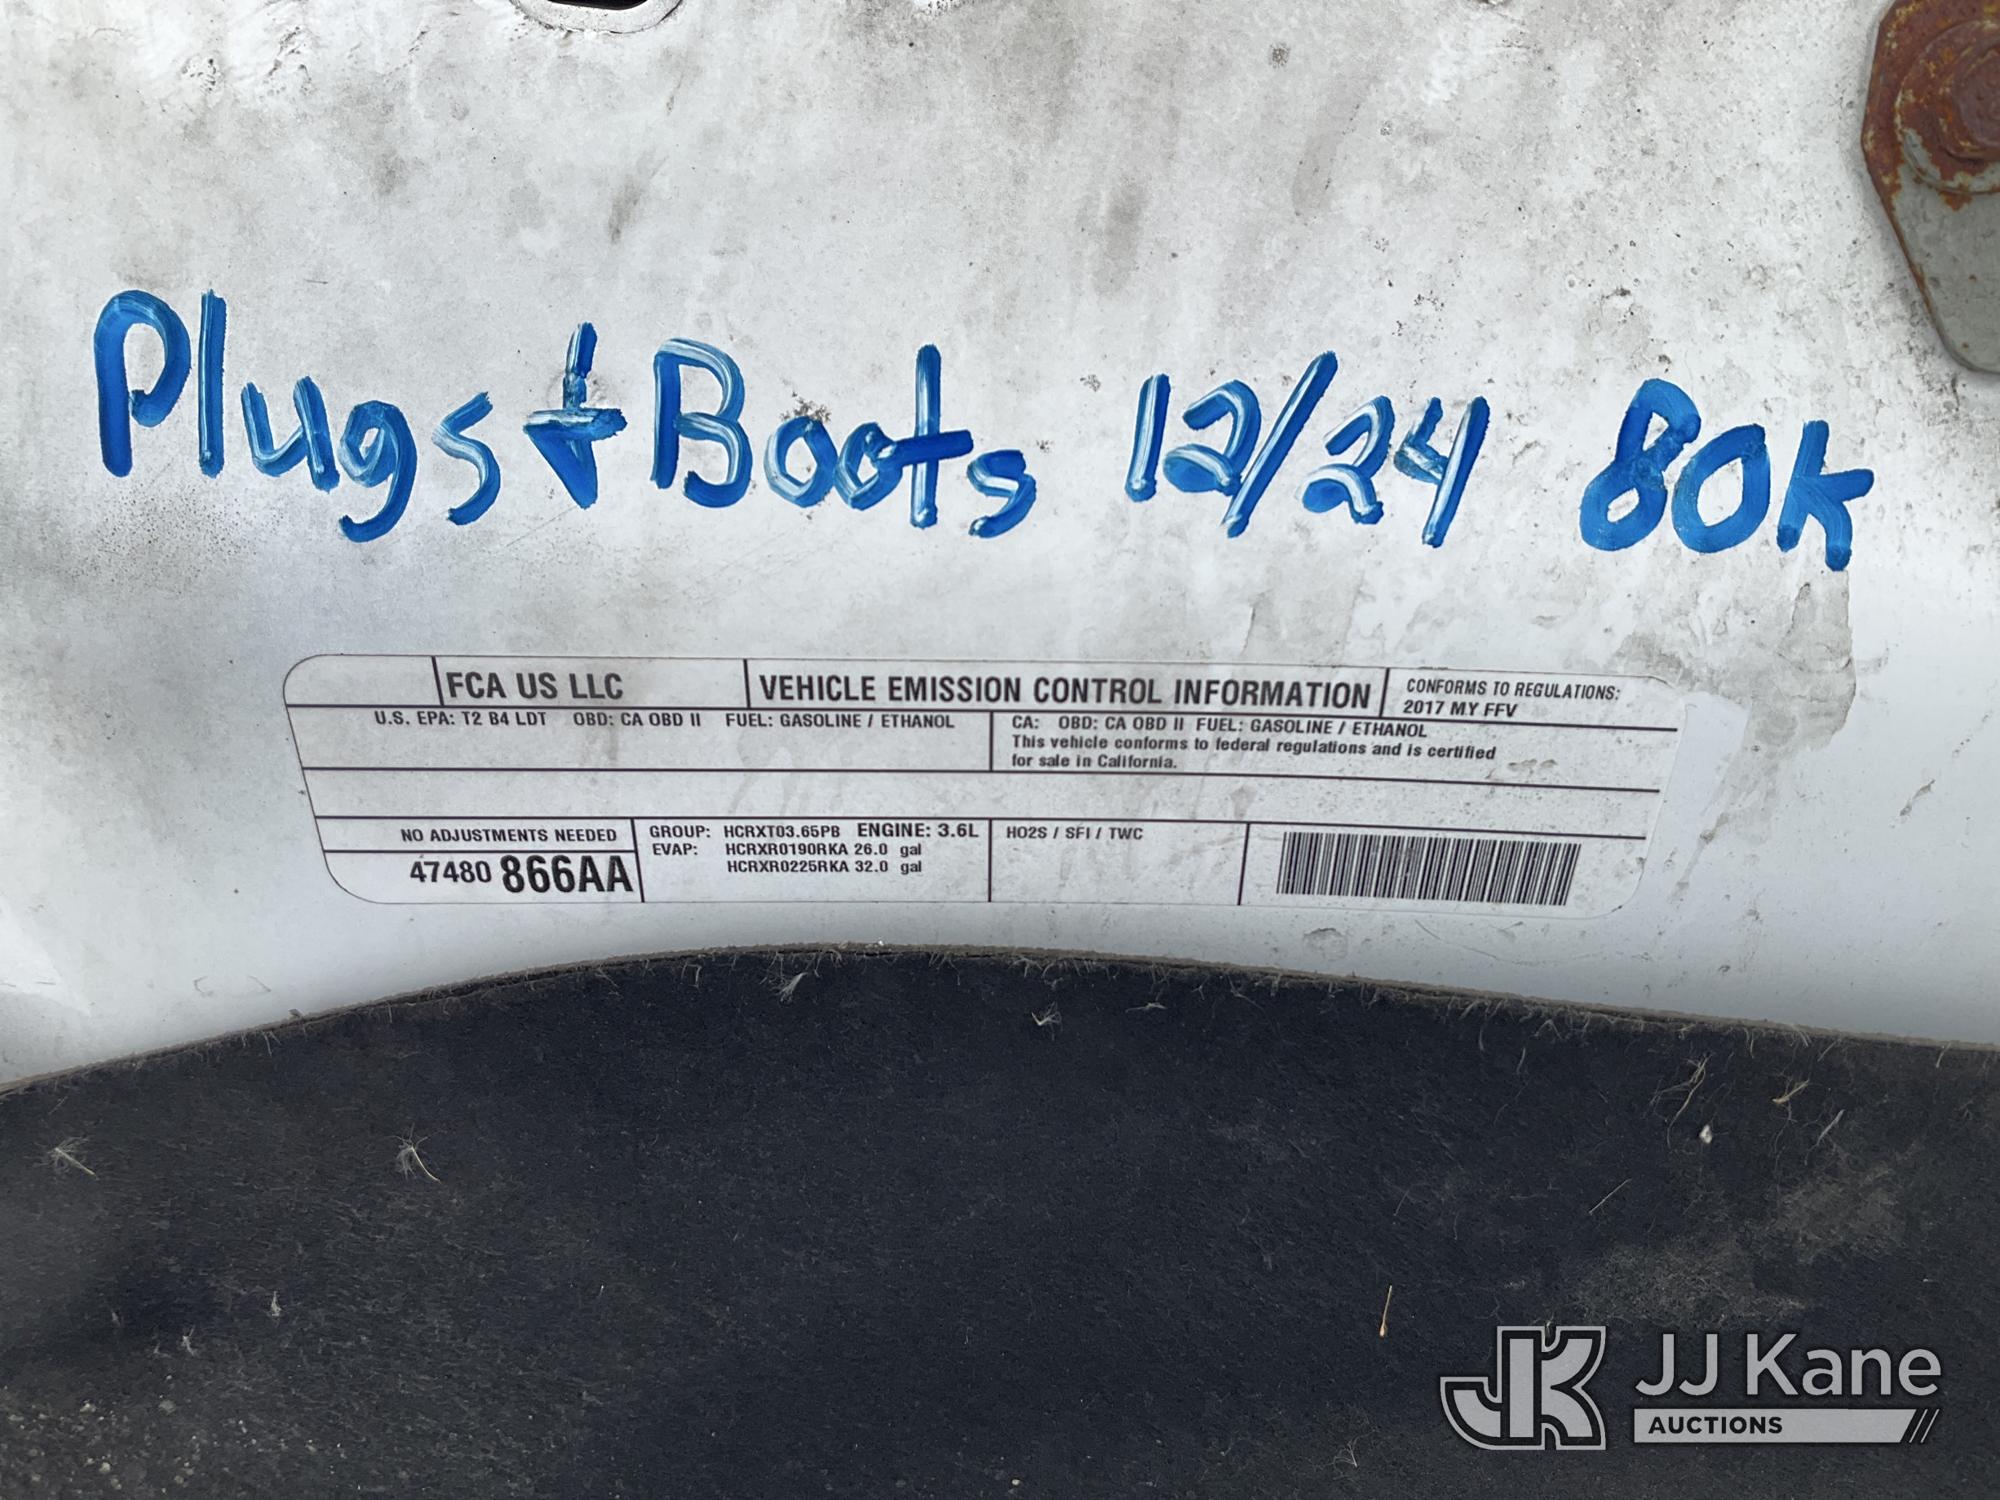 Plugs & Boots 12/24 80K
FCA US LLC
VEHICLE EMISSION CONTROL INFORMATION
CONFORMS TO REGULATIONS:
2017 MY FFV
U.S. EPA: T2 B4 LDT OBD: CA OBD II FUEL: GASOLINE / ETHANOL
CA: OBD: CA OBD II FUEL: GASOLINE / ETHANOL
This vehicle conforms to federal regulations and is certified
for sale in California.
NO ADJUSTMENTS NEEDED
47480 866AA
GROUP: HCRXT03.65PB ENGINE: 3.6L
EVAP: HCRXR0190RKA 26.0 gal
HCRXR0225RKA 32.0 gal
HO2S / SFI / TWC
JK JJ Kane
AUCTIONS